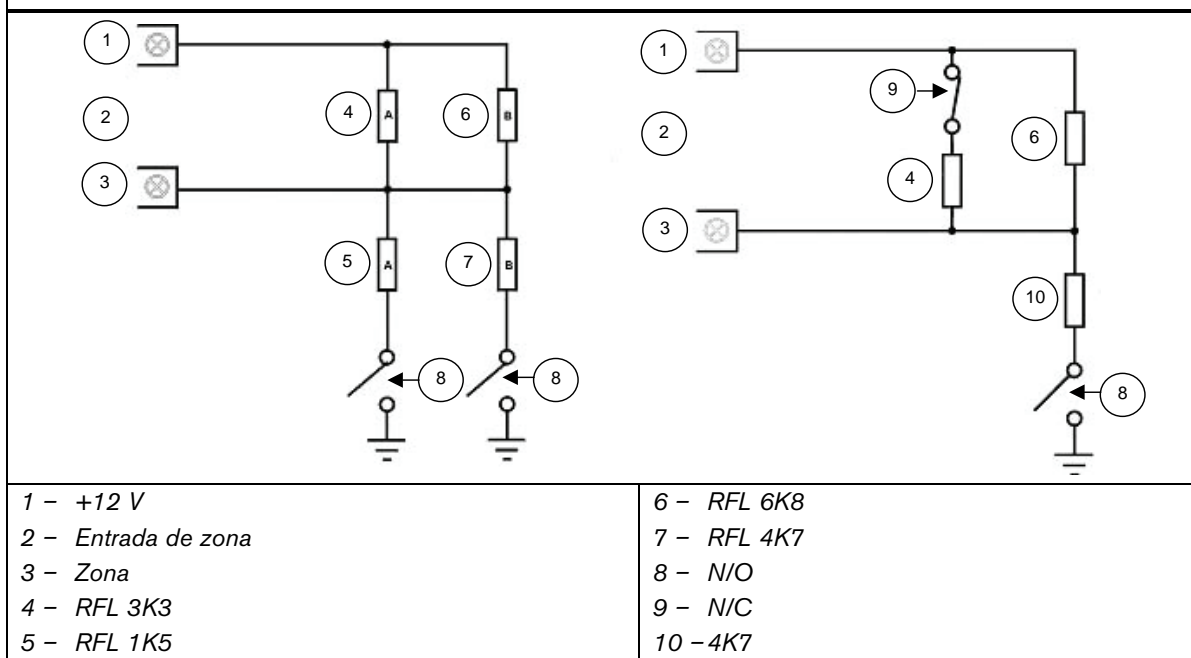 1
2
3
4
A
6
B
5
A
7
B
8
8
1
2
3
9
4
6
10
8
1 – +12 V
2 – Entrada de zona
3 – Zona
4 – RFL 3K3
5 – RFL 1K5
6 – RFL 6K8
7 – RFL 4K7
8 – N/O
9 – N/C
10 – 4K7